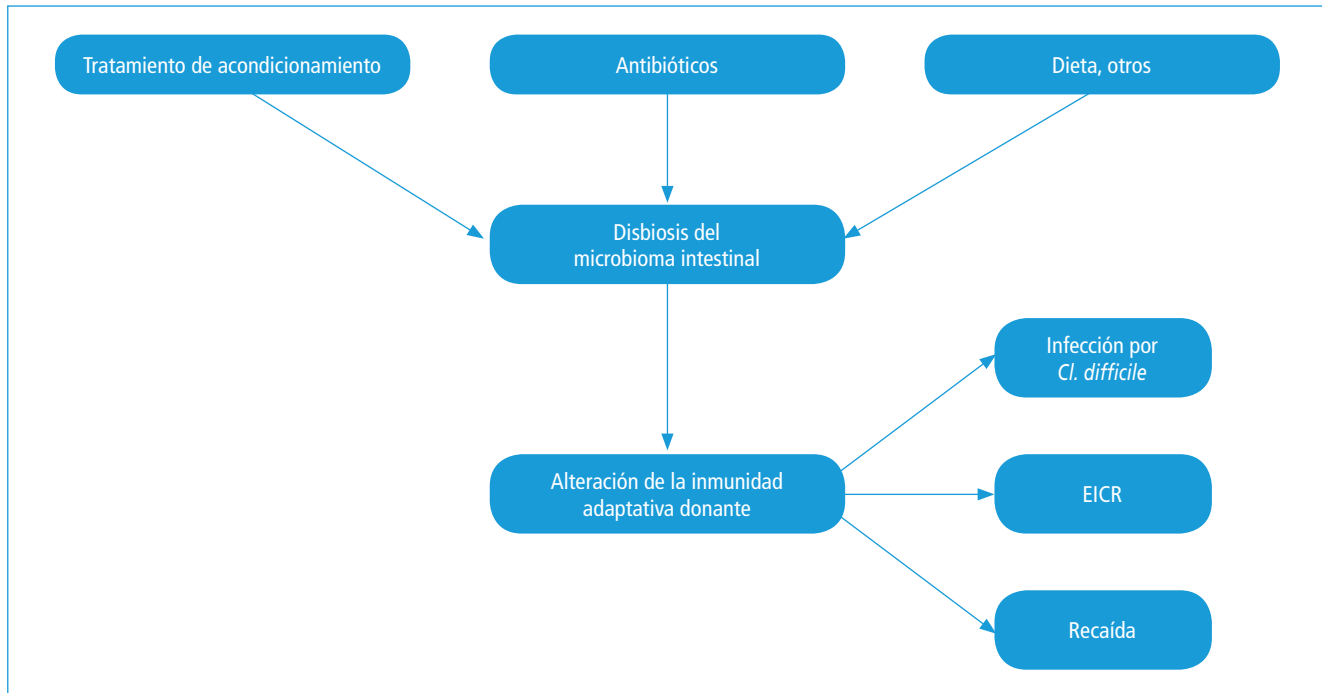 Tratamiento de acondicionamiento
Antibióticos
Dieta, otros
Disbiosis del
microbioma intestinal
Infección por
Cl. difficile
Alteración de la inmunidad
adaptativa donante
EICR
Recaída